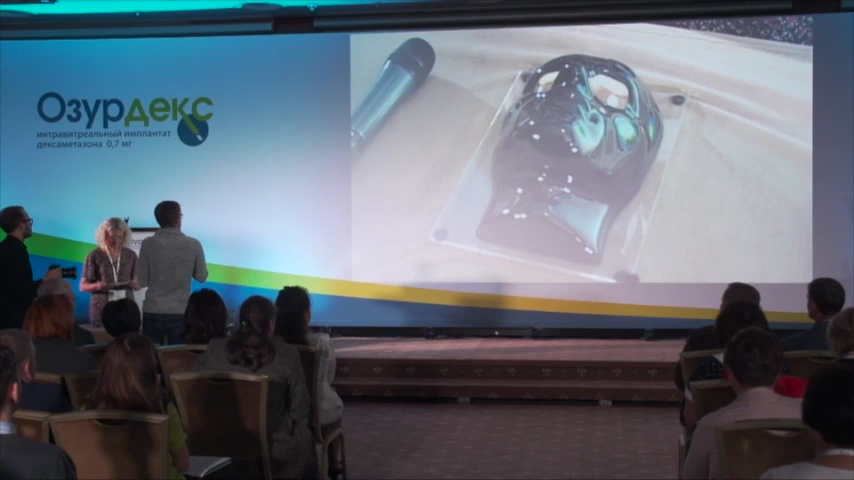 Озурдекс
интравитреальный имплантат
дексаметазона 0,7 мг